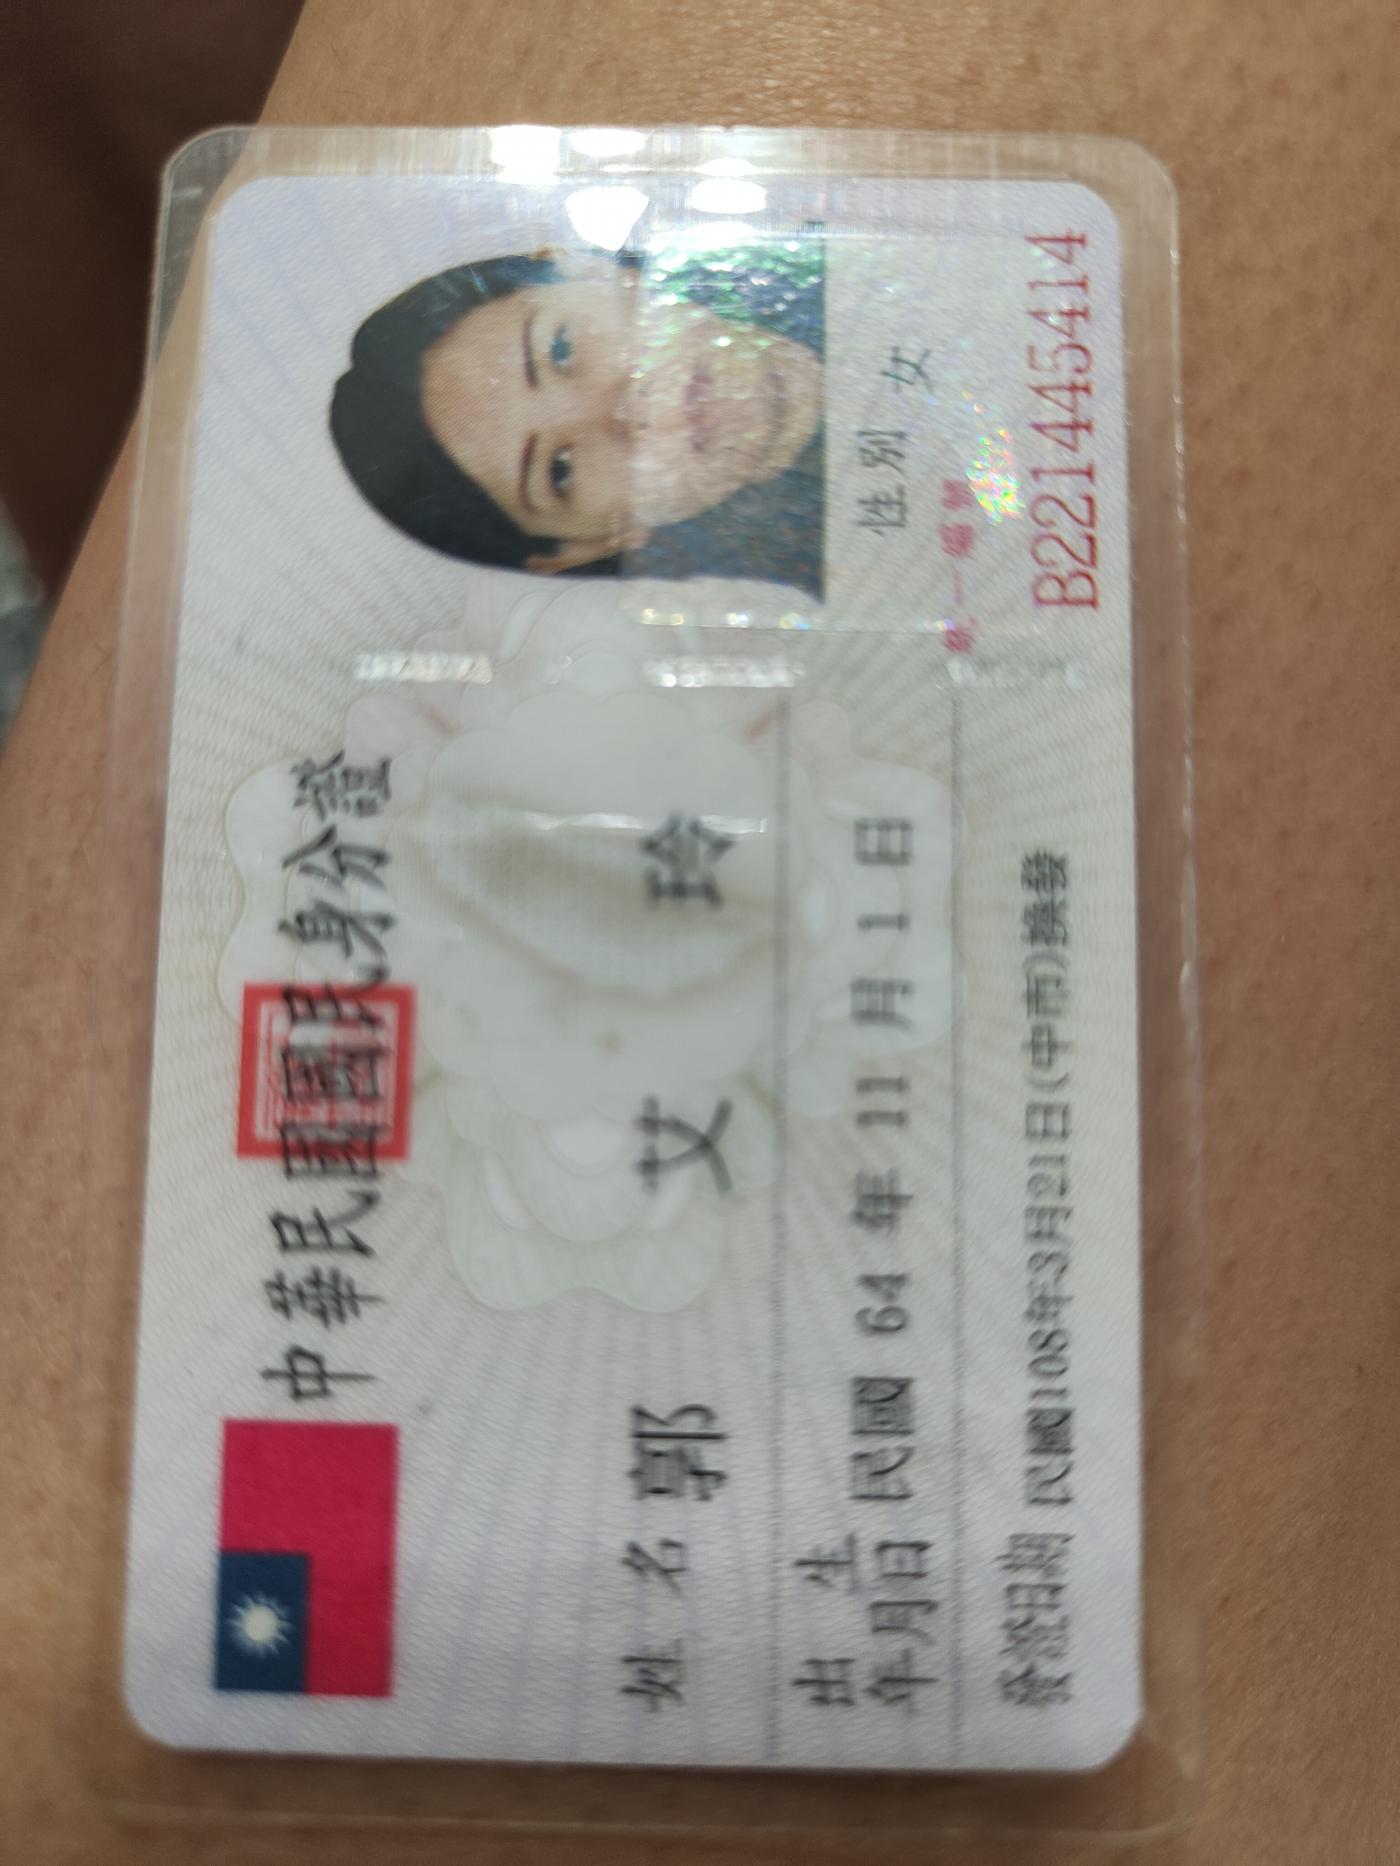 中華民國國民身分證
姓名 郭艾玲
出生年月日 民國 64 年 11 月 1 日
性別 女
發證日期 民國108年3月21日(中市)換發
統一編號
B221445414